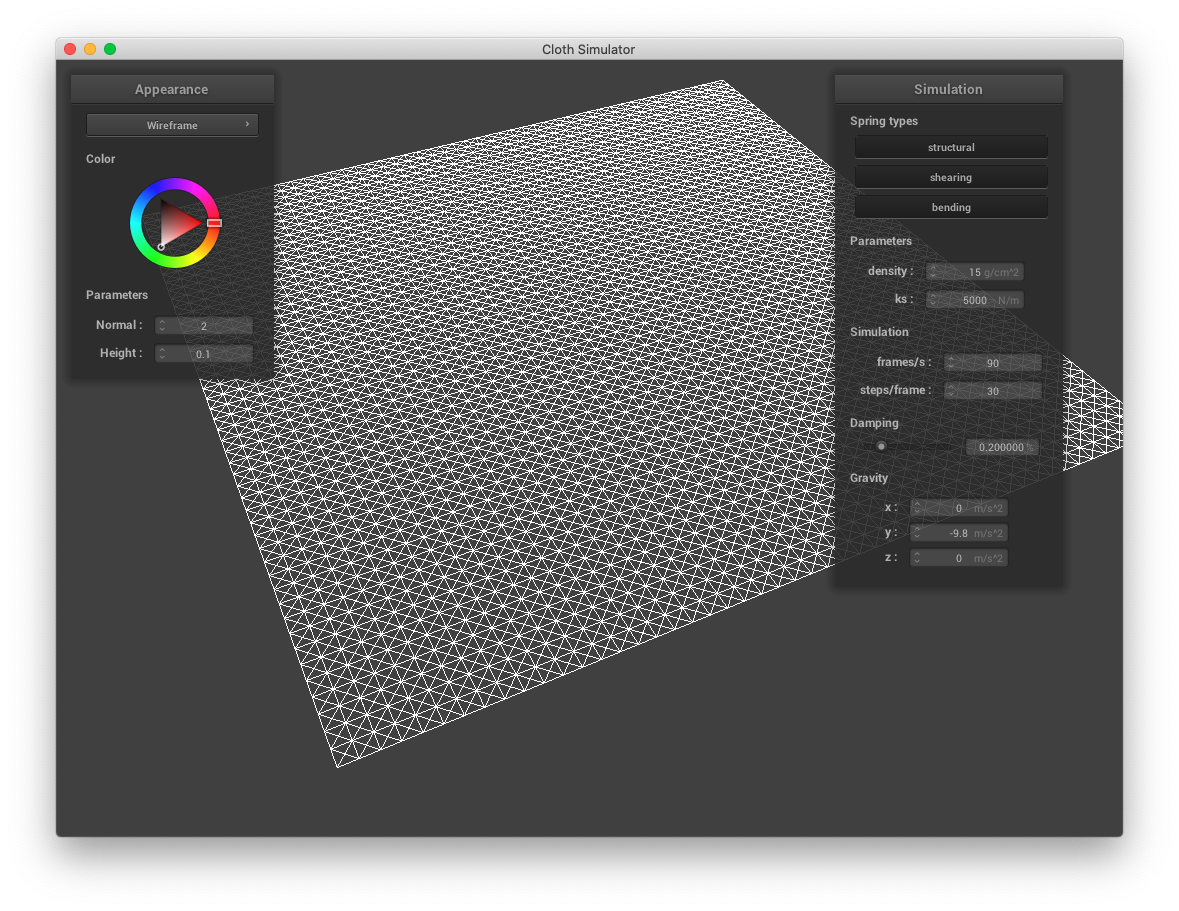 Cloth Simulator
Appearance
Wireframe ›
Color
Parameters
Normal : 2
Height : 0.1
Simulation
Spring types
structural
shearing
bending
Parameters
density : 15 g/cm^2
ks : 5000 N/m
Simulation
frames/s : 90
steps/frame : 30
Damping
0.200000 %
Gravity
x : 0 m/s^2
y : -9.8 m/s^2
z : 0 m/s^2